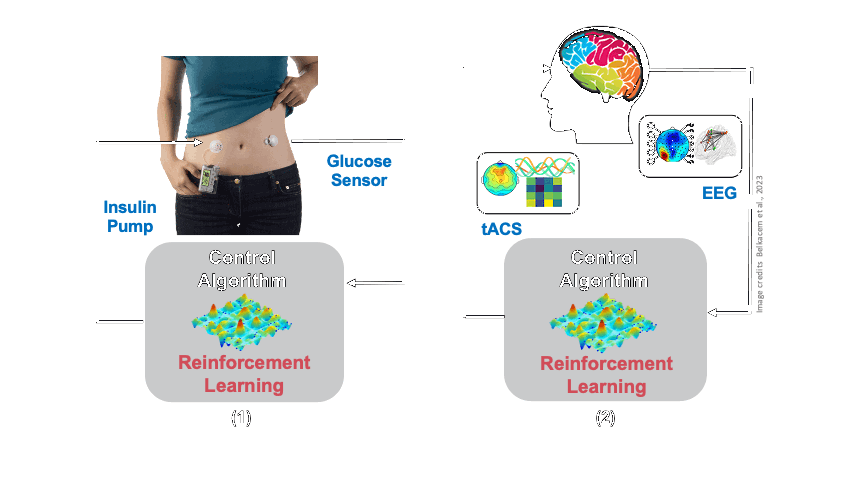 Glucose
Sensor
Insulin
Pump
Control
Algorithm
Reinforcement
Learning
(1)
EEG
tACS
Control
Algorithm
Reinforcement
Learning
(2)
Image credits Belkacem et al., 2023